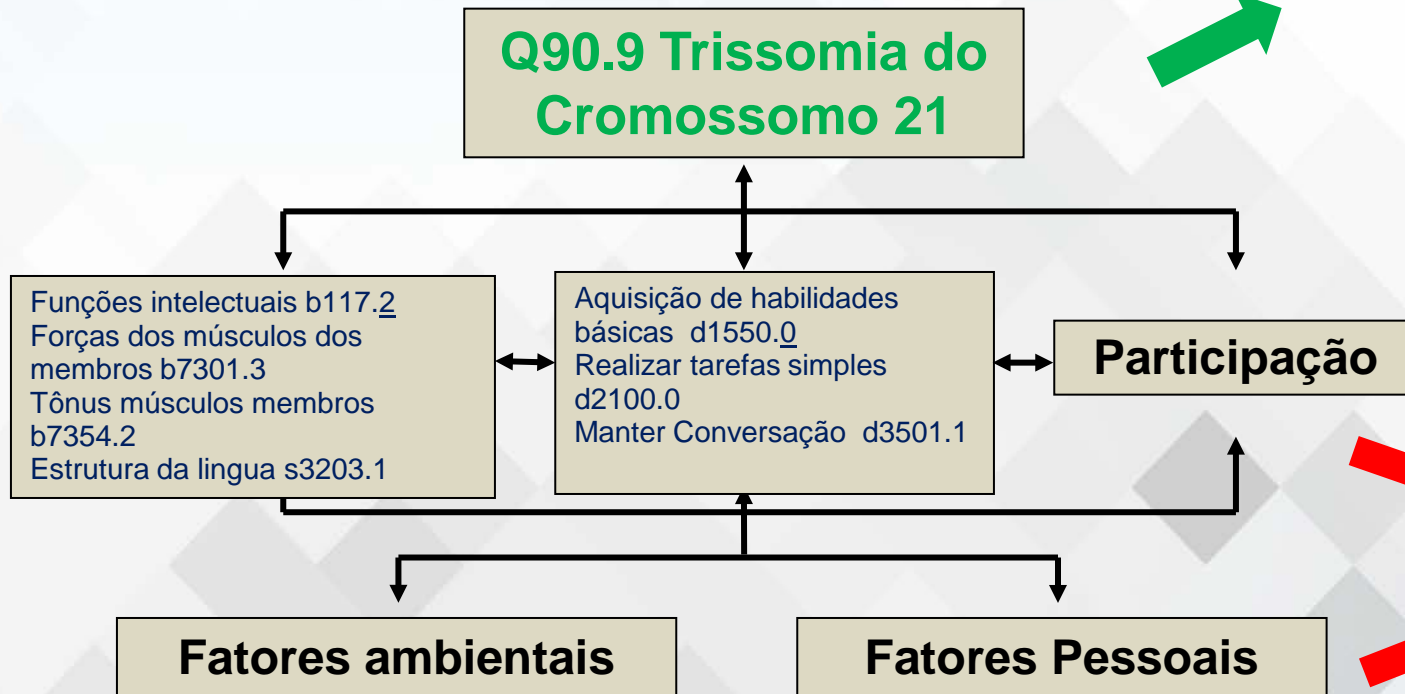 Q90.9 Trissomia do
Cromossomo 21
Funções intelectuais b117.2
Forças dos músculos dos
membros b7301.3
Tônus músculos membros
b7354.2
Estrutura da lingua s3203.1
Aquisição de habilidades
básicas d1550.0
Realizar tarefas simples
d2100.0
Manter Conversação d3501.1
Participação
Fatores ambientais
Fatores Pessoais